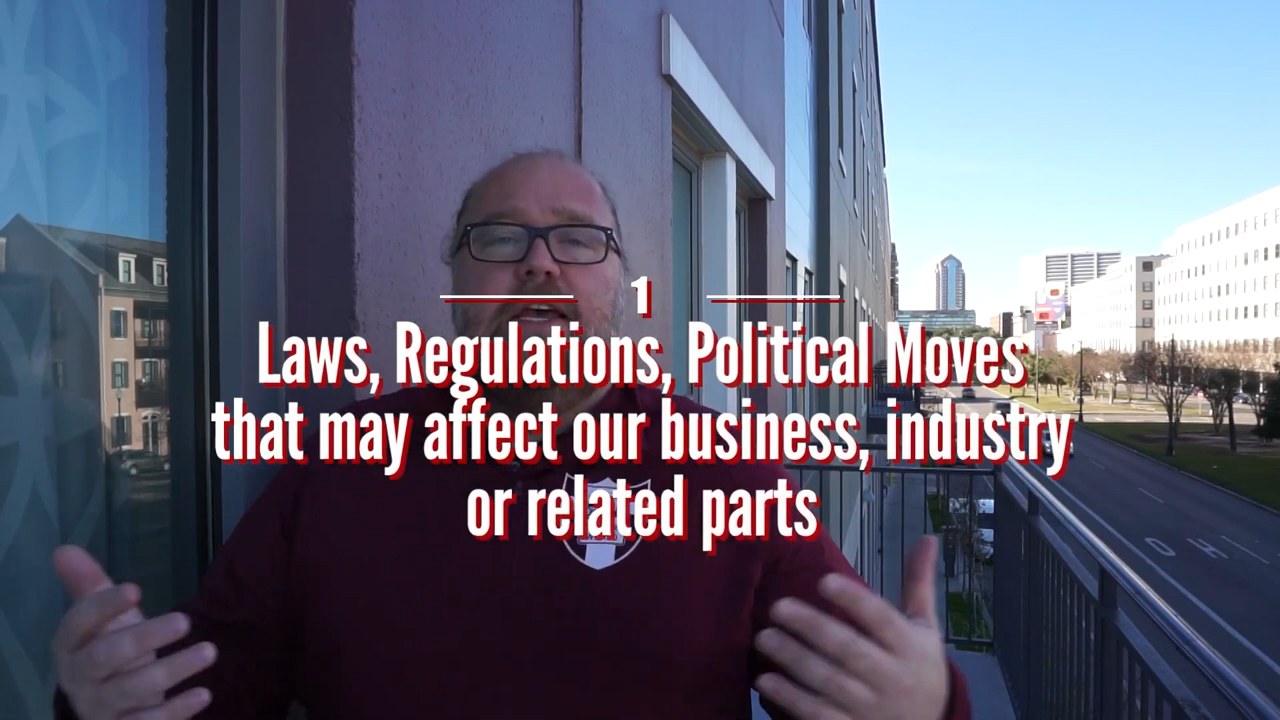 1
Laws, Regulations, Political Moves
that may affect our business, industry
or related parts